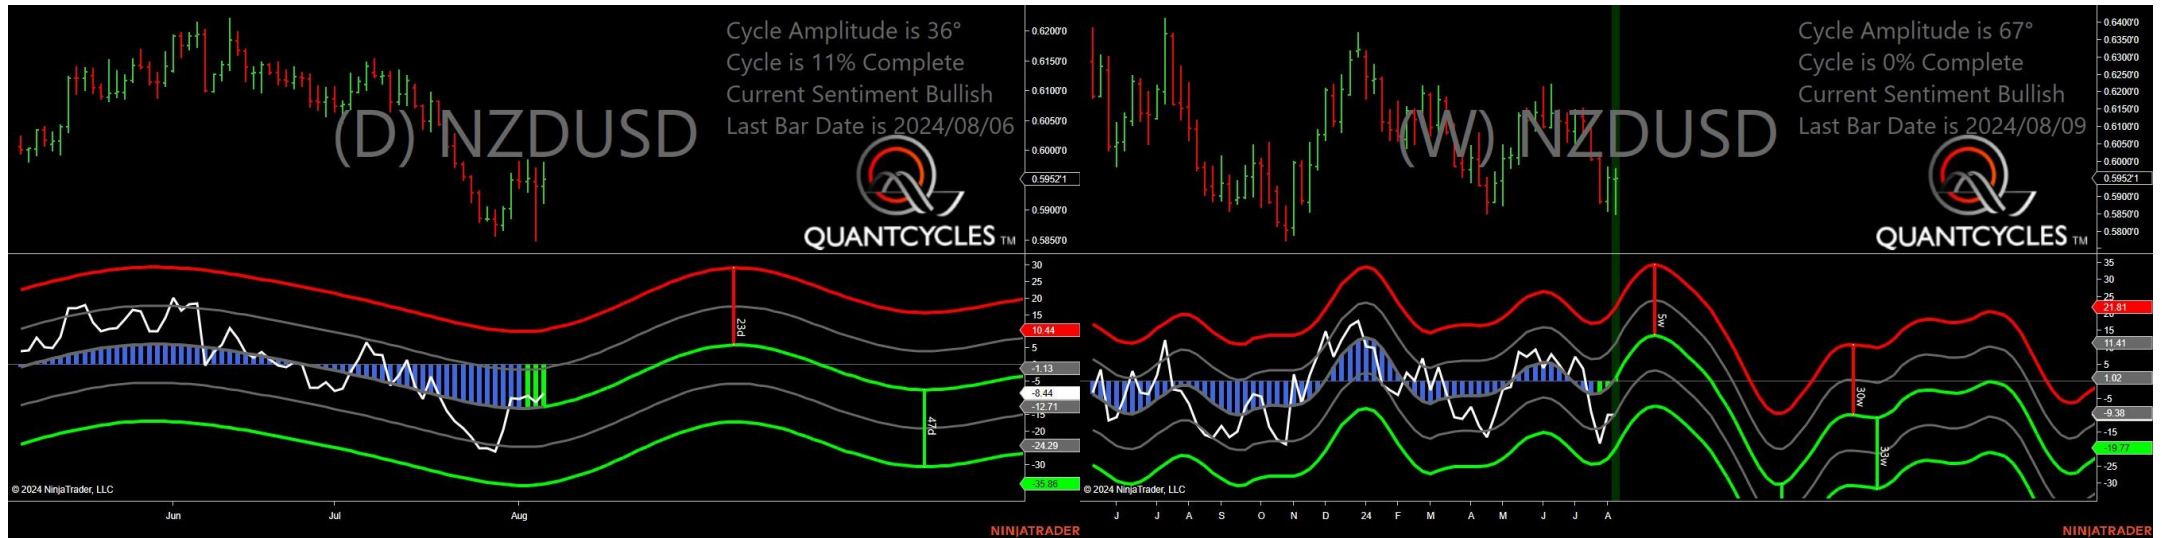 Cycle Amplitude is 36°
Cycle is 11% Complete
Current Sentiment Bullish
Last Bar Date is 2024/08/06
(D) NZDUSD
QUANTCYCLES TM
0.6200'0
0.6150'0
0.6100'0
0.6050'0
0.6000'0
0.5952'1
0.5900'0
0.5850'0
30
25
20
15
10.44
5
-1.13
-5
-8.44
-12.71
-15
-20
-24.29
-30
-35.86
23d
47d
© 2024 NinjaTrader, LLC
Jun Jul Aug
NINJATRADER
Cycle Amplitude is 67°
Cycle is 0% Complete
Current Sentiment Bullish
Last Bar Date is 2024/08/09
(W) NZDUSD
QUANTCYCLES TM
0.6400'0
0.6350'0
0.6300'0
0.6250'0
0.6200'0
0.6150'0
0.6100'0
0.6050'0
0.6000'0
0.5952'1
0.5900'0
0.5850'0
0.5800'0
35
30
25
21.81
20
15
11.41
5
1.02
-5
-9.38
-15
-19.77
-25
-30
5w
30w
33w
© 2024 NinjaTrader, LLC
J J A S O N D 24 F M A M J J A
NINJATRADER